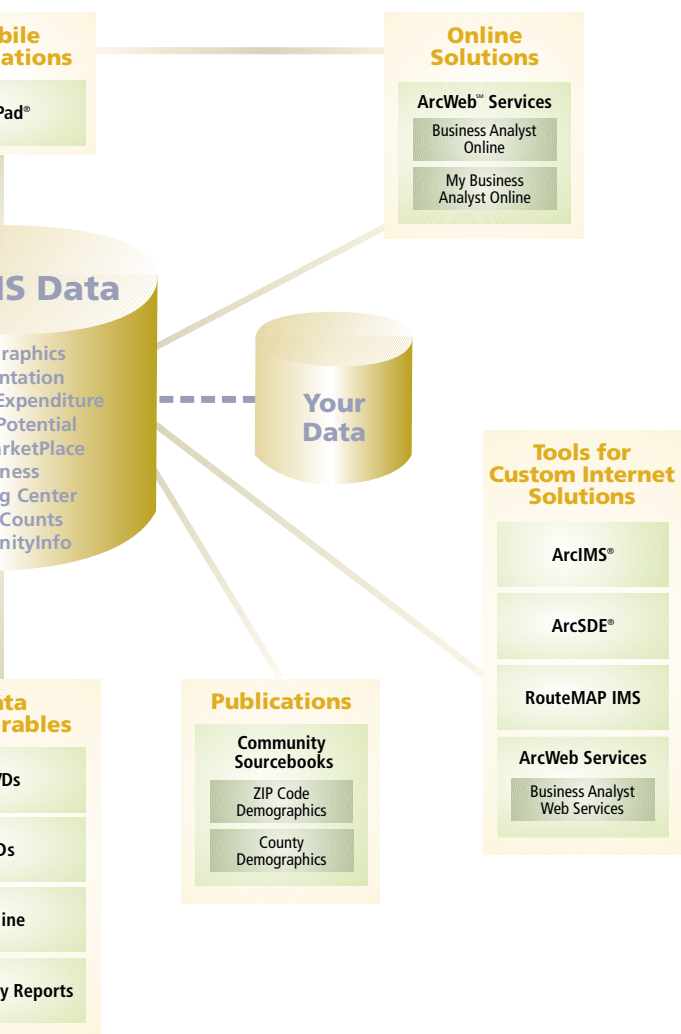 bile
ations
Pad®
Online
Solutions
ArcWeb℠ Services
Business Analyst
Online
My Business
Analyst Online
IS Data
raphics
ntation
Expenditure
Potential
arketPlace
ness
g Center
Counts
nityInfo
Your
Data
Tools for
Custom Internet
Solutions
ArcIMS®
ArcSDE®
RouteMAP IMS
ArcWeb Services
Business Analyst
Web Services
Publications
Community
Sourcebooks
ZIP Code
Demographics
County
Demographics
ata
rables
Ds
Ds
ine
y Reports